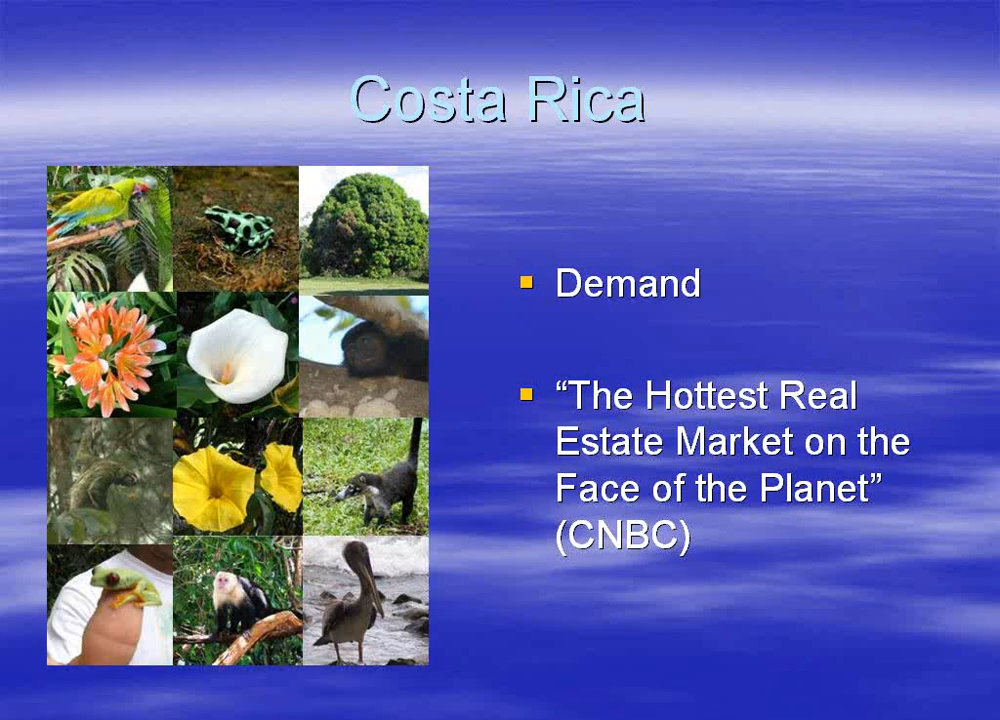 Costa Rica
Demand
“The Hottest Real
Estate Market on the
Face of the Planet”
(CNBC)